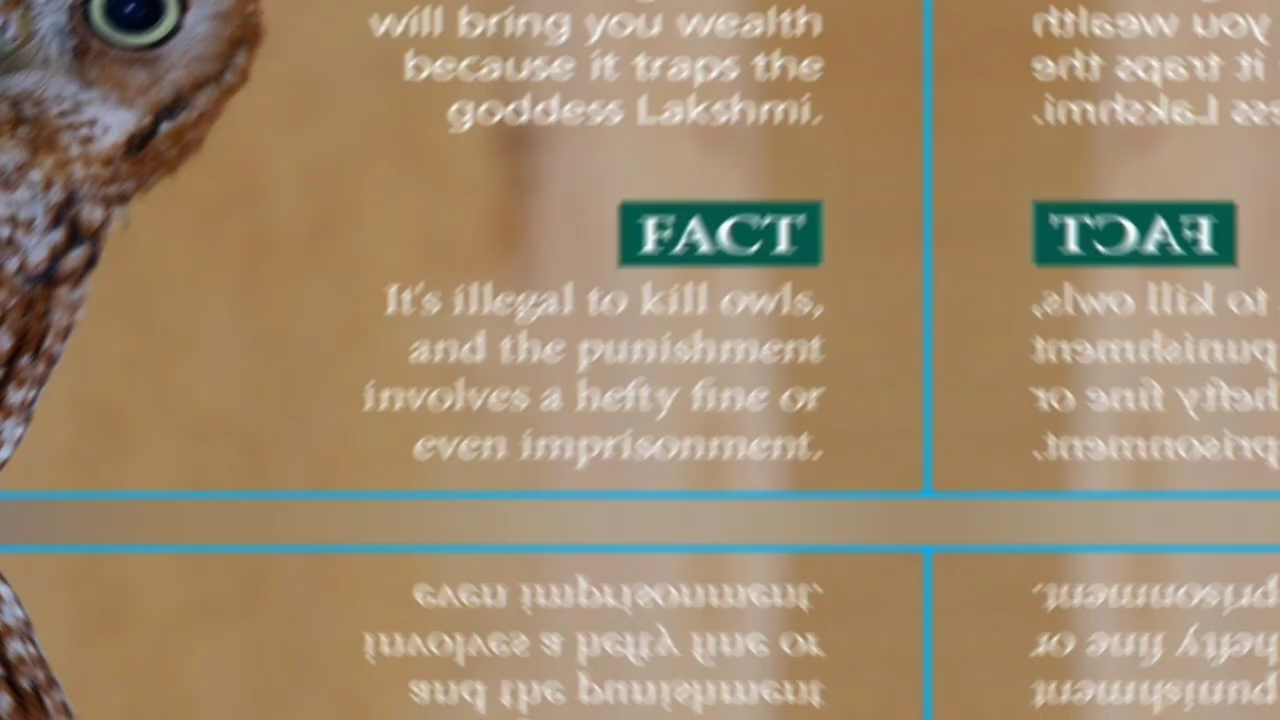 will bring you wealth
because it traps the
goddess Lakshmi.
FACT
It's illegal to kill owls,
and the punishment
involves a hefty fine or
even imprisonment.